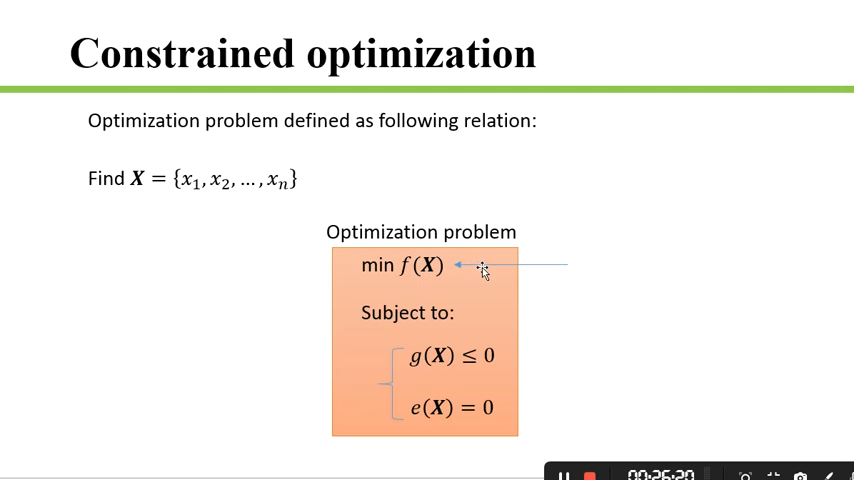 Constrained optimization
Optimization problem defined as following relation:
Find X = {x₁, x₂, … , xₙ}
Optimization problem
min f(X)
Subject to:
g(X) ≤ 0
e(X) = 0
00:26:20